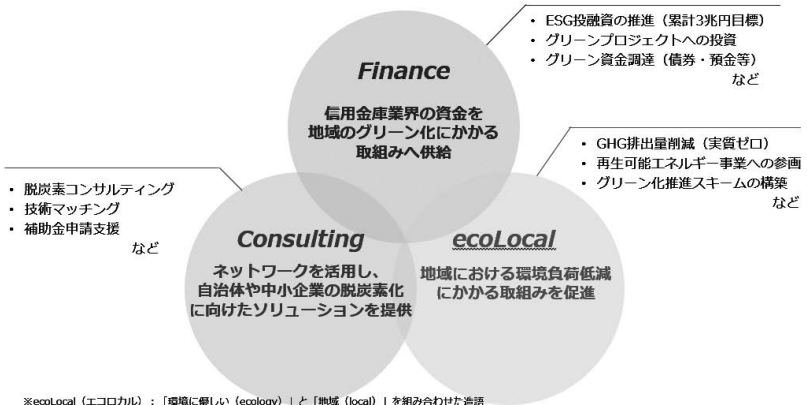 • ESG投融資の推進（累計3兆円目標）
• グリーンプロジェクトへの投資
• グリーン資金調達（債券・預金等）
など
Finance
信用金庫業界の資金を
地域のグリーン化にかかる
取組みへ供給
• GHG排出量削減（実質ゼロ）
• 再生可能エネルギー事業への参画
• グリーン化推進スキームの構築
など
• 脱炭素コンサルティング
• 技術マッチング
• 補助金申請支援
など
Consulting
ネットワークを活用し、
自治体や中小企業の脱炭素化
に向けたソリューションを提供
ecoLocal
地域における環境負荷低減
にかかる取組みを促進
※ecoLocal（エコロカル）：「環境に優しい（ecology）」と「地域（local）」を組み合わせた造語